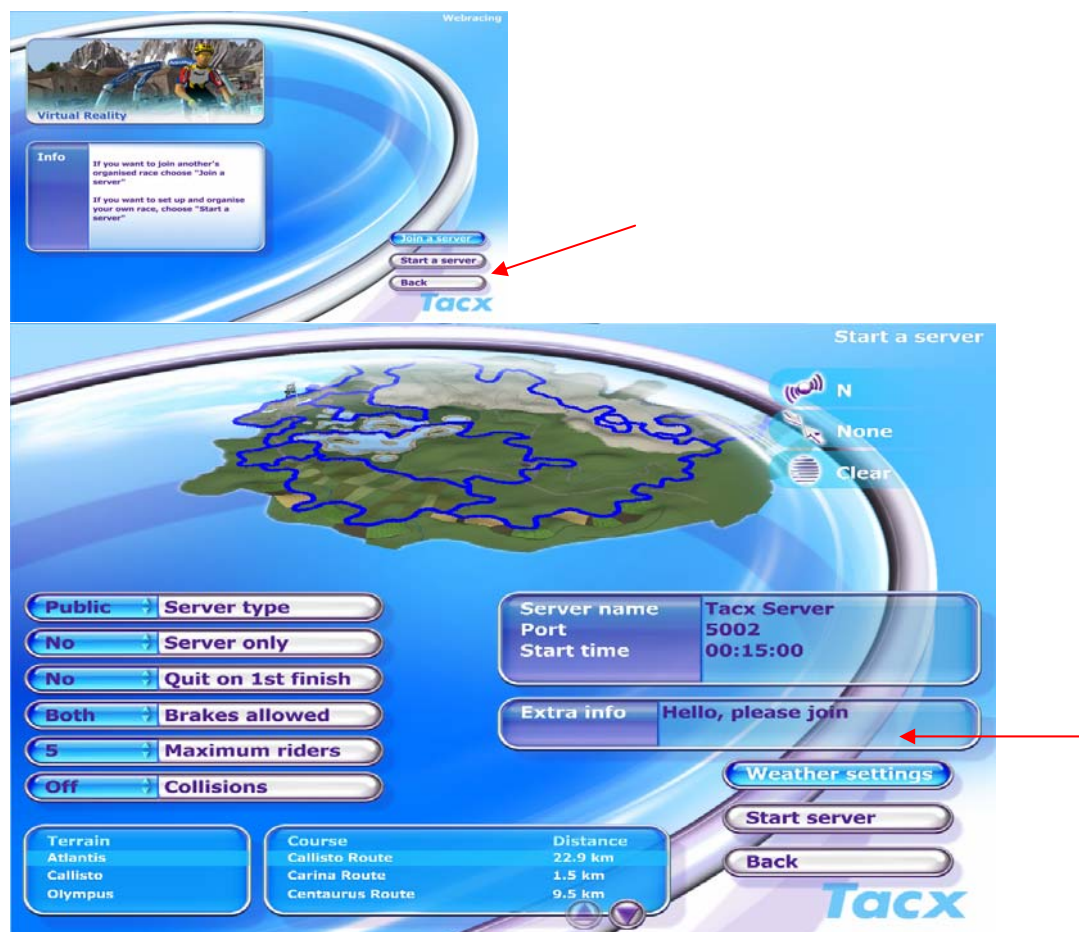 Webracing
Virtual Reality
Info
If you want to join another's
organised race choose "Join a
server"
If you want to set up and organise
your own race, choose "Start a
server"
Join a server
Start a server
Back
Tacx
Start a server
N
None
Clear
Public Server type
No Server only
No Quit on 1st finish
Both Brakes allowed
5 Maximum riders
Off Collisions
Server name Tacx Server
Port 5002
Start time 00:15:00
Extra info Hello, please join
Weather settings
Start server
Back
Terrain
Atlantis
Callisto
Olympus
Course Distance
Callisto Route 22.9 km
Carina Route 1.5 km
Centaurus Route 9.5 km
Tacx